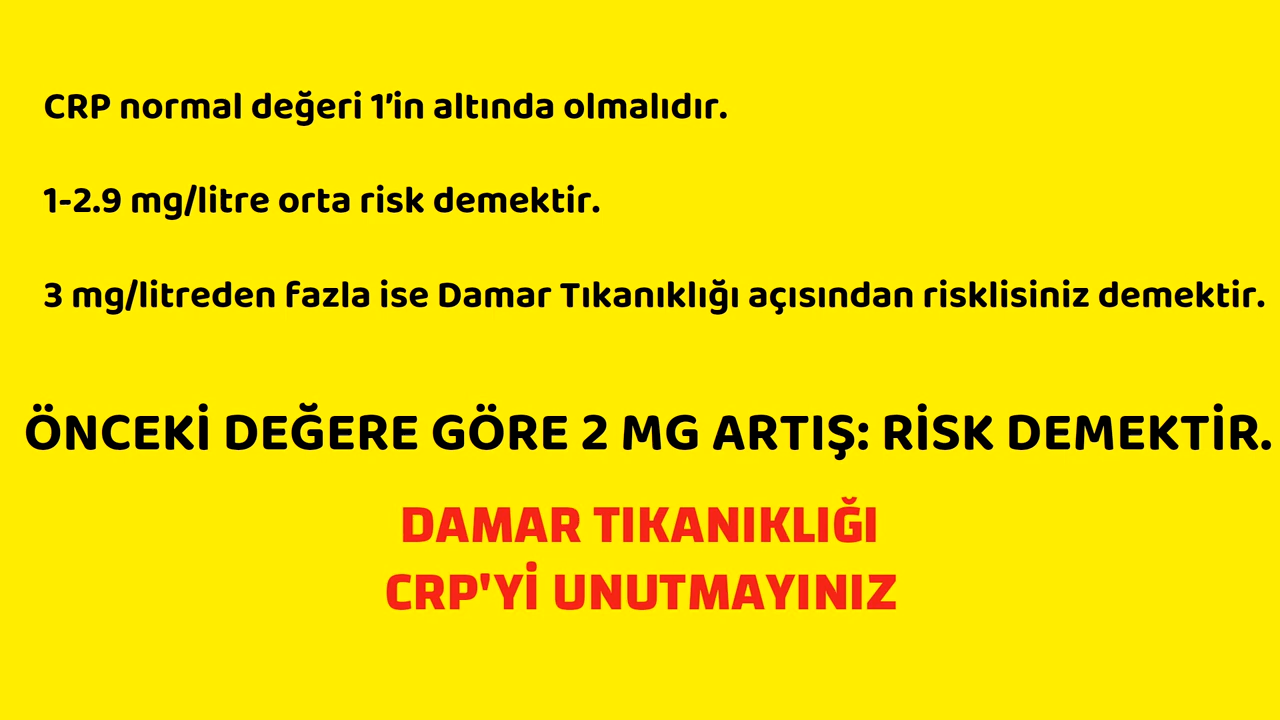 CRP normal değeri 1’in altında olmalıdır.
1-2.9 mg/litre orta risk demektir.
3 mg/litreden fazla ise Damar Tıkanıklığı açısından risklisiniz demektir.
ÖNCEKİ DEĞERE GÖRE 2 MG ARTIŞ: RİSK DEMEKTİR.
DAMAR TIKANIKLIĞI
CRP'Yİ UNUTMAYINIZ